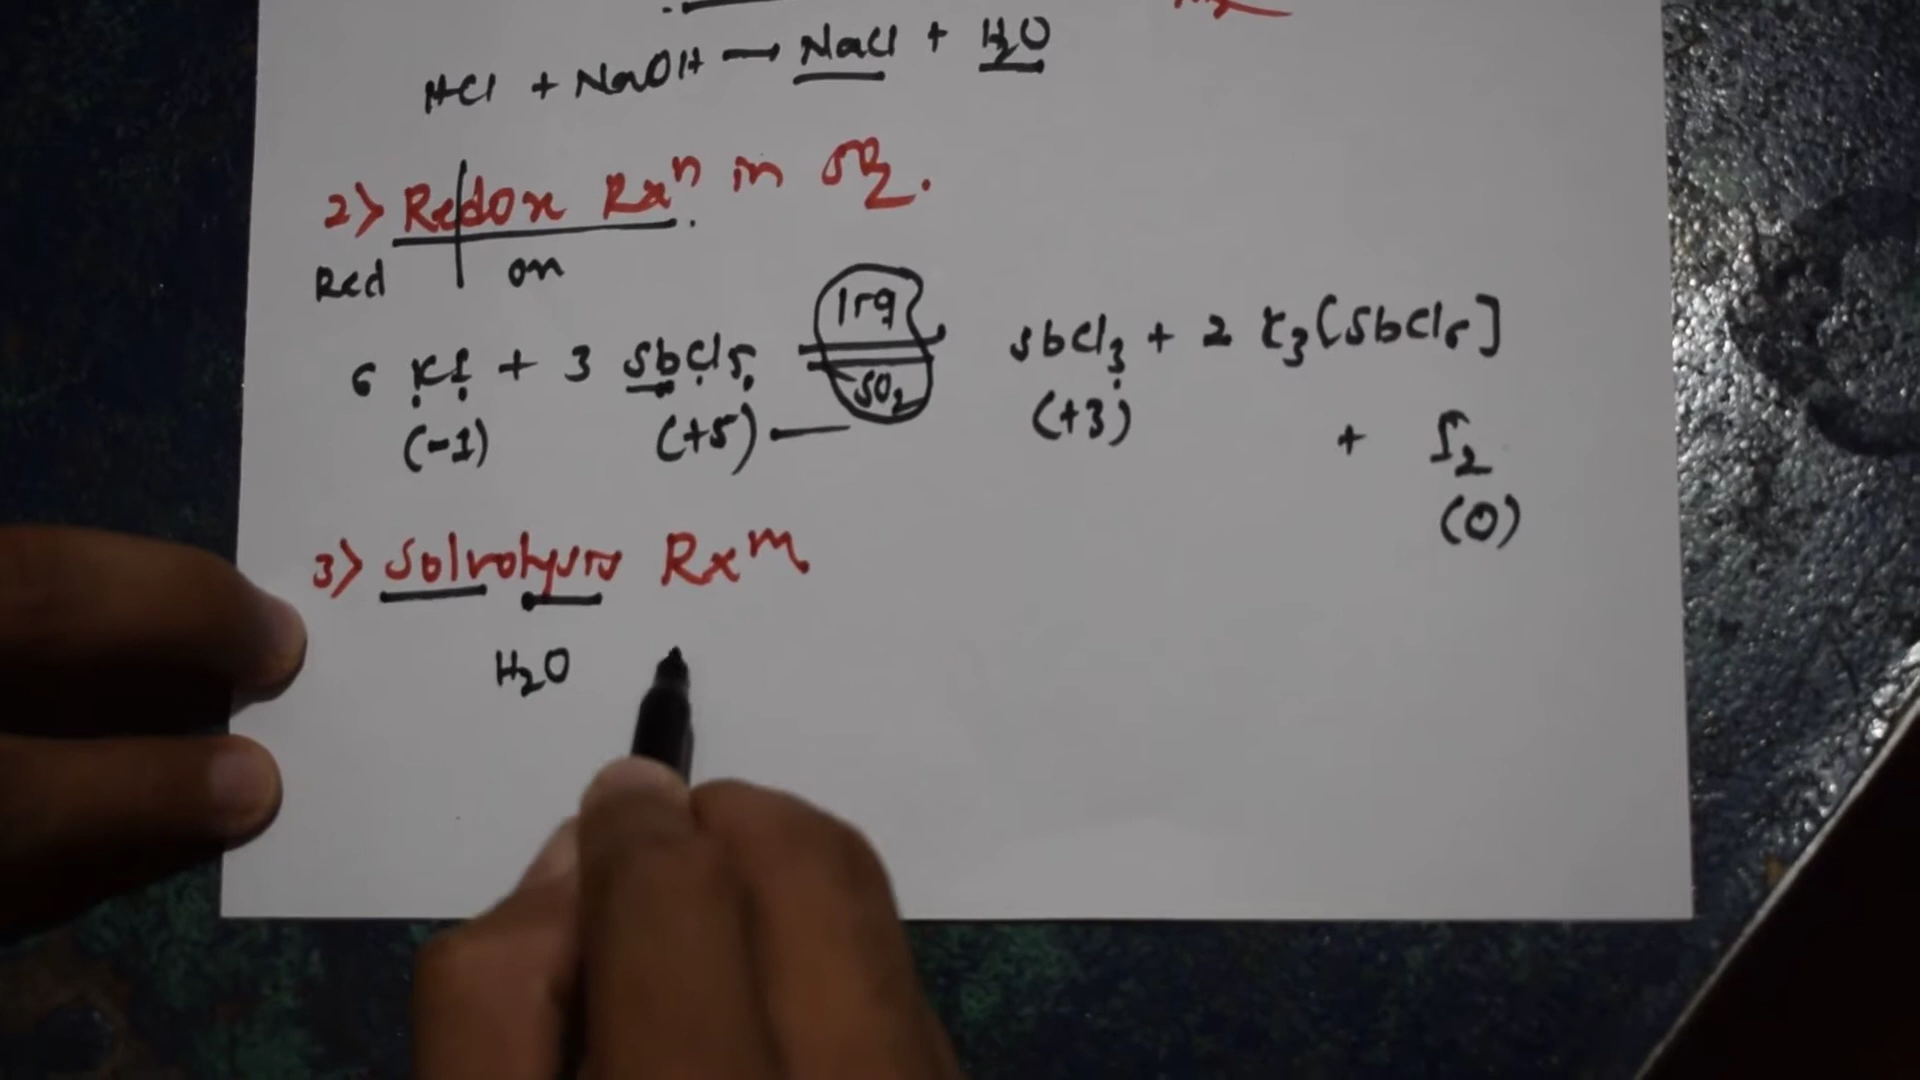 HCl + NaOH → NaCl + H₂O
2> Redox Rxⁿ in SO₂.
Red | ox
6 KI + 3 SbCl₅ liq SO₂ SbCl₃ + 2 K₃[SbCl₆]
(-1) (+5) — (+3) + I₂
(0)
3> Solvolysis Rxⁿ
H₂O